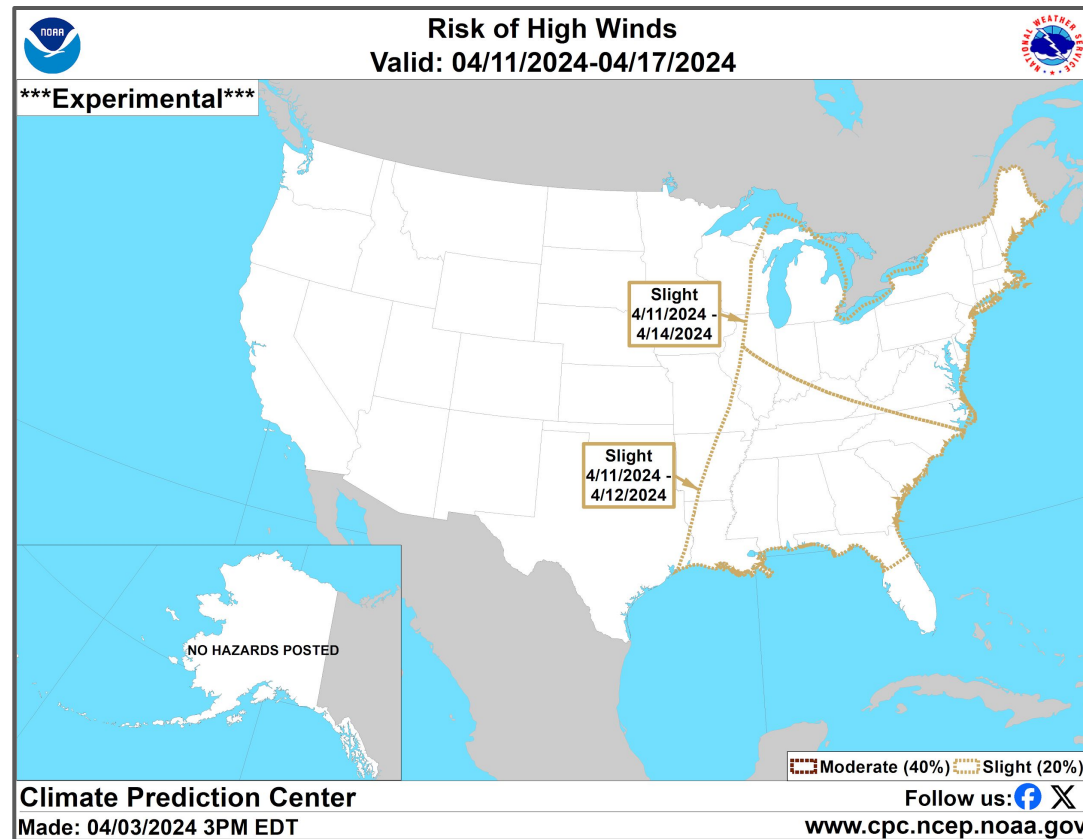 NOAA
Risk of High Winds
Valid: 04/11/2024-04/17/2024
NATIONAL WEATHER SERVICE
***Experimental***
Slight
4/11/2024 -
4/14/2024
Slight
4/11/2024 -
4/12/2024
NO HAZARDS POSTED
Moderate (40%) Slight (20%)
Climate Prediction Center
Follow us:
Made: 04/03/2024 3PM EDT
www.cpc.ncep.noaa.gov